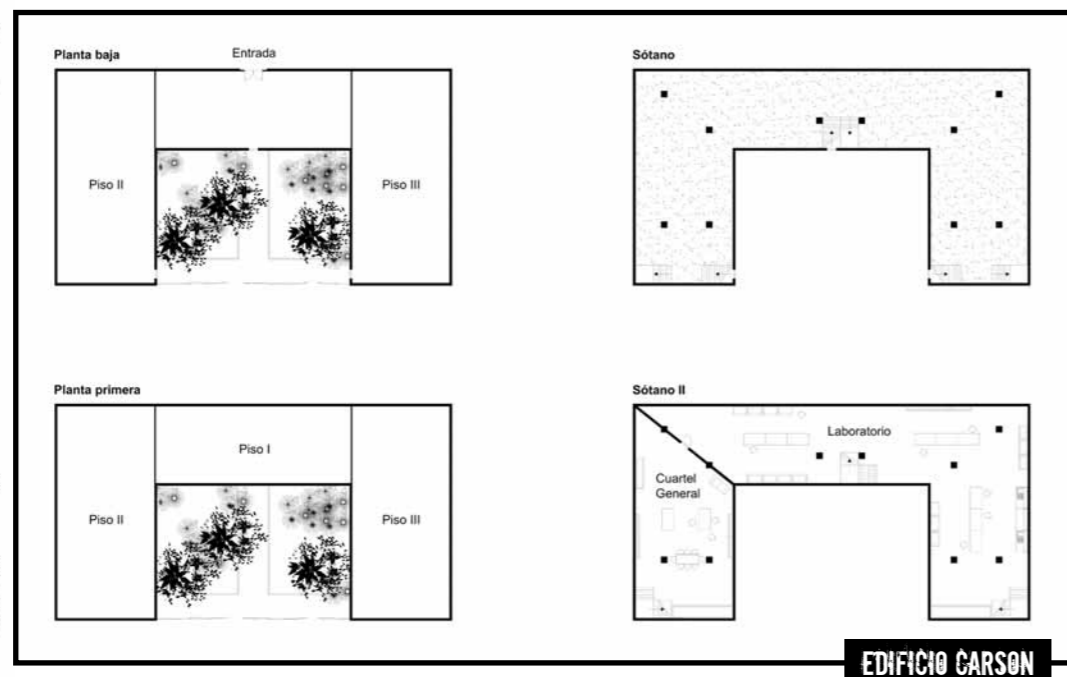 Planta baja
Entrada
Piso II
Piso III
Sótano
Planta primera
Piso I
Piso II
Piso III
Sótano II
Laboratorio
Cuartel
General
EDIFICIO CARSON